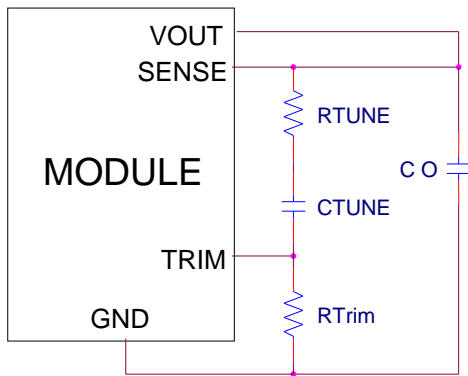 VOUT
SENSE
RTUNE
MODULE
C O
CTUNE
TRIM
GND
RTrim